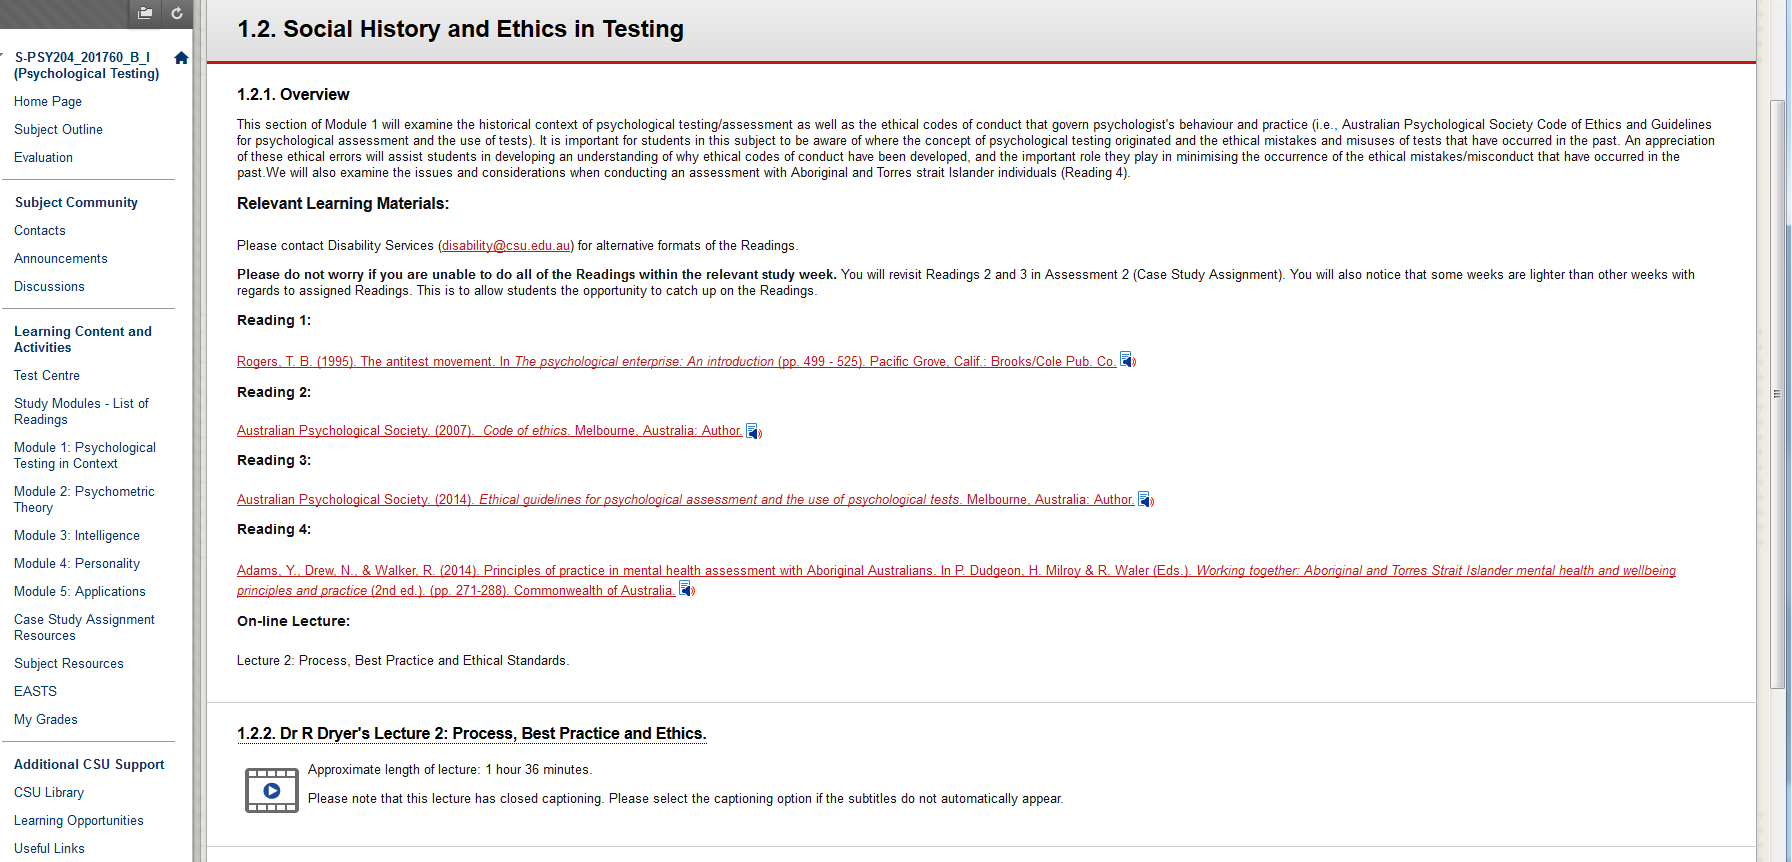 S-PSY204_201760_B_I
(Psychological Testing)
Home Page
Subject Outline
Evaluation
Subject Community
Contacts
Announcements
Discussions
Learning Content and
Activities
Test Centre
Study Modules - List of
Readings
Module 1: Psychological
Testing in Context
Module 2: Psychometric
Theory
Module 3: Intelligence
Module 4: Personality
Module 5: Applications
Case Study Assignment
Resources
Subject Resources
EASTS
My Grades
Additional CSU Support
CSU Library
Learning Opportunities
Useful Links
1.2. Social History and Ethics in Testing
1.2.1. Overview
This section of Module 1 will examine the historical context of psychological testing/assessment as well as the ethical codes of conduct that govern psychologist's behaviour and practice (i.e., Australian Psychological Society Code of Ethics and Guidelines
for psychological assessment and the use of tests). It is important for students in this subject to be aware of where the concept of psychological testing originated and the ethical mistakes and misuses of tests that have occurred in the past. An appreciation
of these ethical errors will assist students in developing an understanding of why ethical codes of conduct have been developed, and the important role they play in minimising the occurrence of the ethical mistakes/misconduct that have occurred in the
past.We will also examine the issues and considerations when conducting an assessment with Aboriginal and Torres strait Islander individuals (Reading 4).
Relevant Learning Materials:
Please contact Disability Services (disability@csu.edu.au) for alternative formats of the Readings.
Please do not worry if you are unable to do all of the Readings within the relevant study week. You will revisit Readings 2 and 3 in Assessment 2 (Case Study Assignment). You will also notice that some weeks are lighter than other weeks with
regards to assigned Readings. This is to allow students the opportunity to catch up on the Readings.
Reading 1:
Rogers, T. B. (1995). The antitest movement. In The psychological enterprise: An introduction (pp. 499 - 525). Pacific Grove, Calif.: Brooks/Cole Pub. Co.
Reading 2:
Australian Psychological Society. (2007). Code of ethics. Melbourne, Australia: Author.
Reading 3:
Australian Psychological Society. (2014). Ethical guidelines for psychological assessment and the use of psychological tests. Melbourne, Australia: Author.
Reading 4:
Adams, Y., Drew, N., & Walker, R. (2014). Principles of practice in mental health assessment with Aboriginal Australians. In P. Dudgeon, H. Milroy & R. Waler (Eds.). Working together: Aboriginal and Torres Strait Islander mental health and wellbeing
principles and practice (2nd ed.). (pp. 271-288). Commonwealth of Australia.
On-line Lecture:
Lecture 2: Process, Best Practice and Ethical Standards.
1.2.2. Dr R Dryer's Lecture 2: Process, Best Practice and Ethics.
Approximate length of lecture: 1 hour 36 minutes.
Please note that this lecture has closed captioning. Please select the captioning option if the subtitles do not automatically appear.